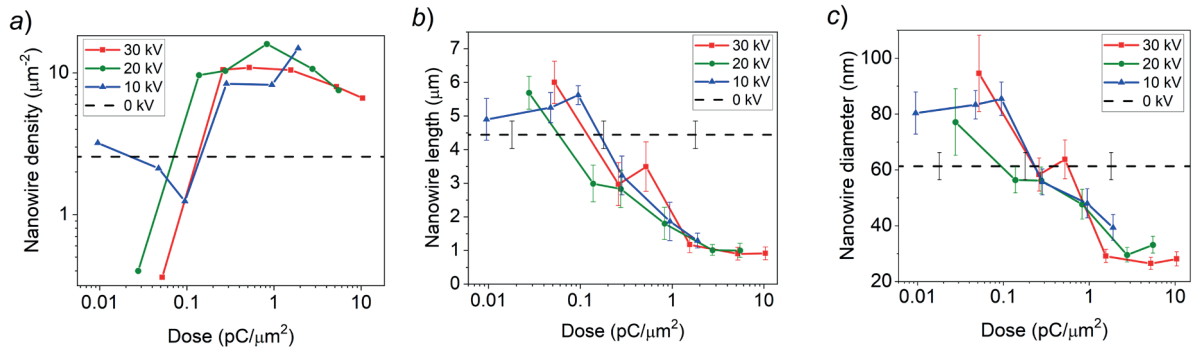 a)
Nanowire density (μm⁻²)
10
1
30 kV
20 kV
10 kV
0 kV
0.01 0.1 1 10
Dose (pC/μm²)
b)
Nanowire length (μm)
7
6
5
4
3
2
1
0
30 kV
20 kV
10 kV
0 kV
0.01 0.1 1 10
Dose (pC/μm²)
c)
Nanowire diameter (nm)
100
80
60
40
20
30 kV
20 kV
10 kV
0 kV
0.01 0.1 1 10
Dose (pC/μm²)